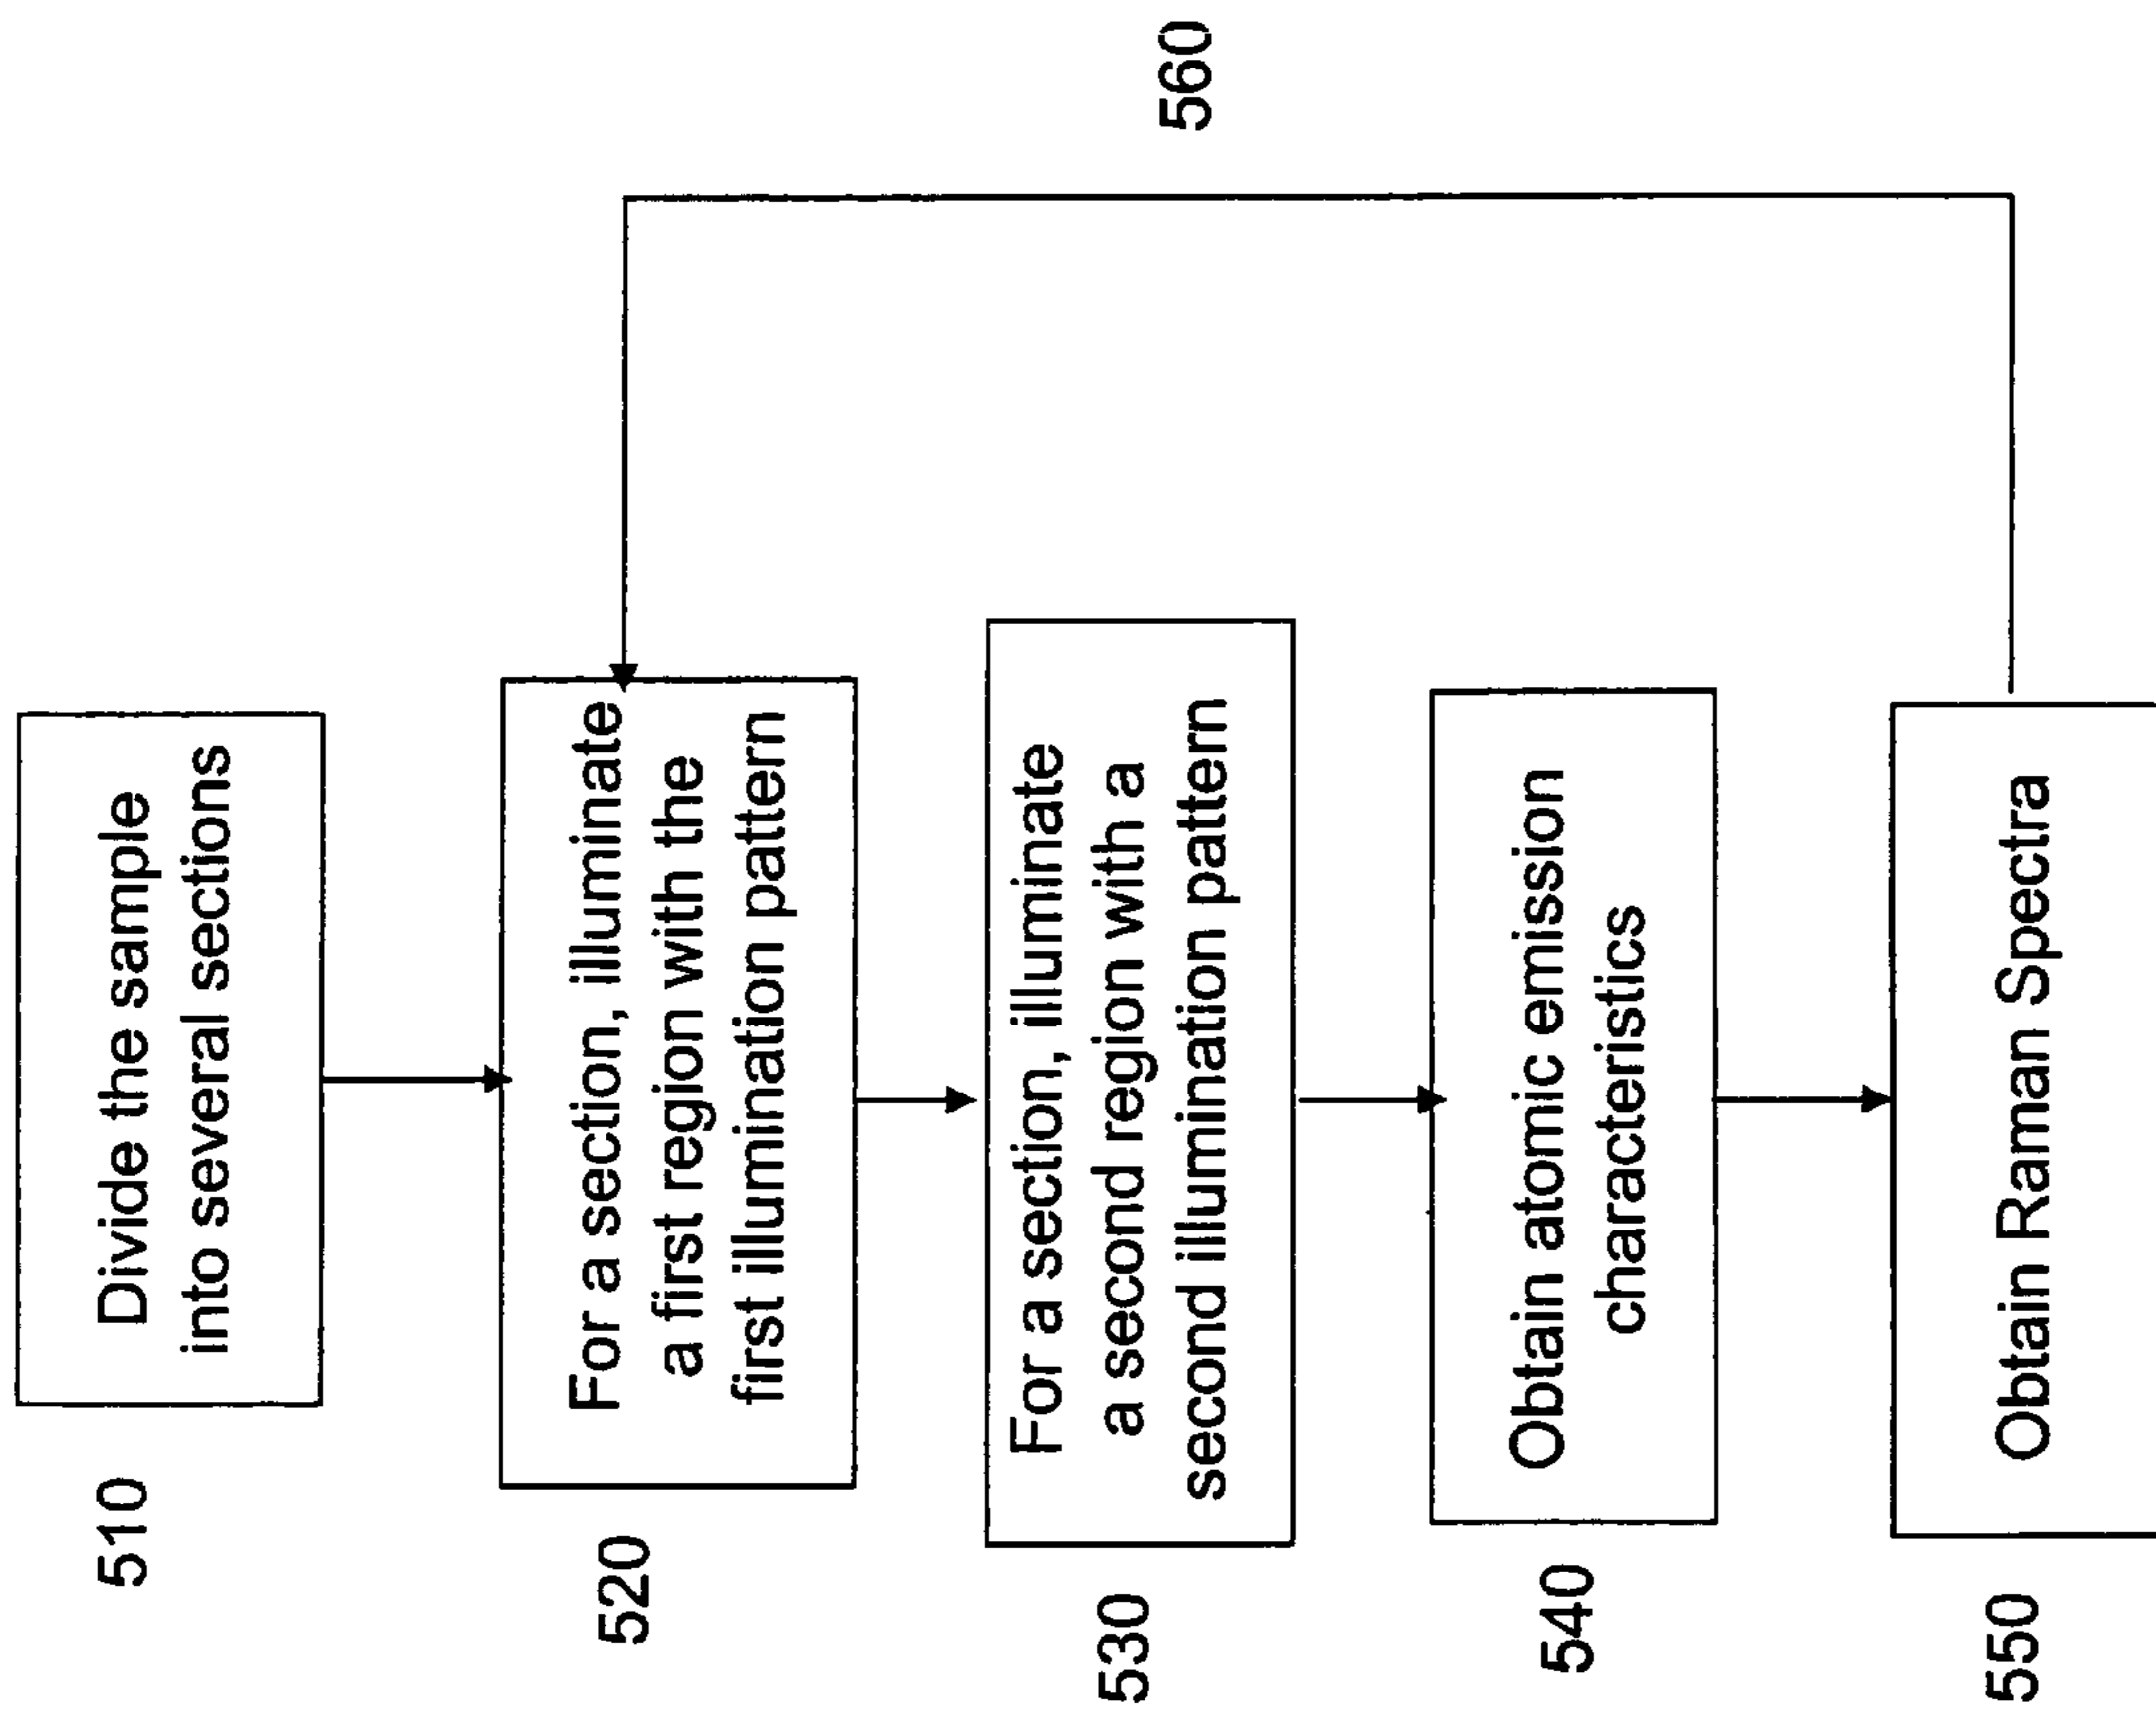 510
Divide the sample
into several sections
520
For a section, illuminate
a first region with the
first illumination pattern
530
For a section, illuminate
a second region with a
second illumination pattern
540
Obtain atomic emission
characteristics
550
Obtain Raman Spectra
560